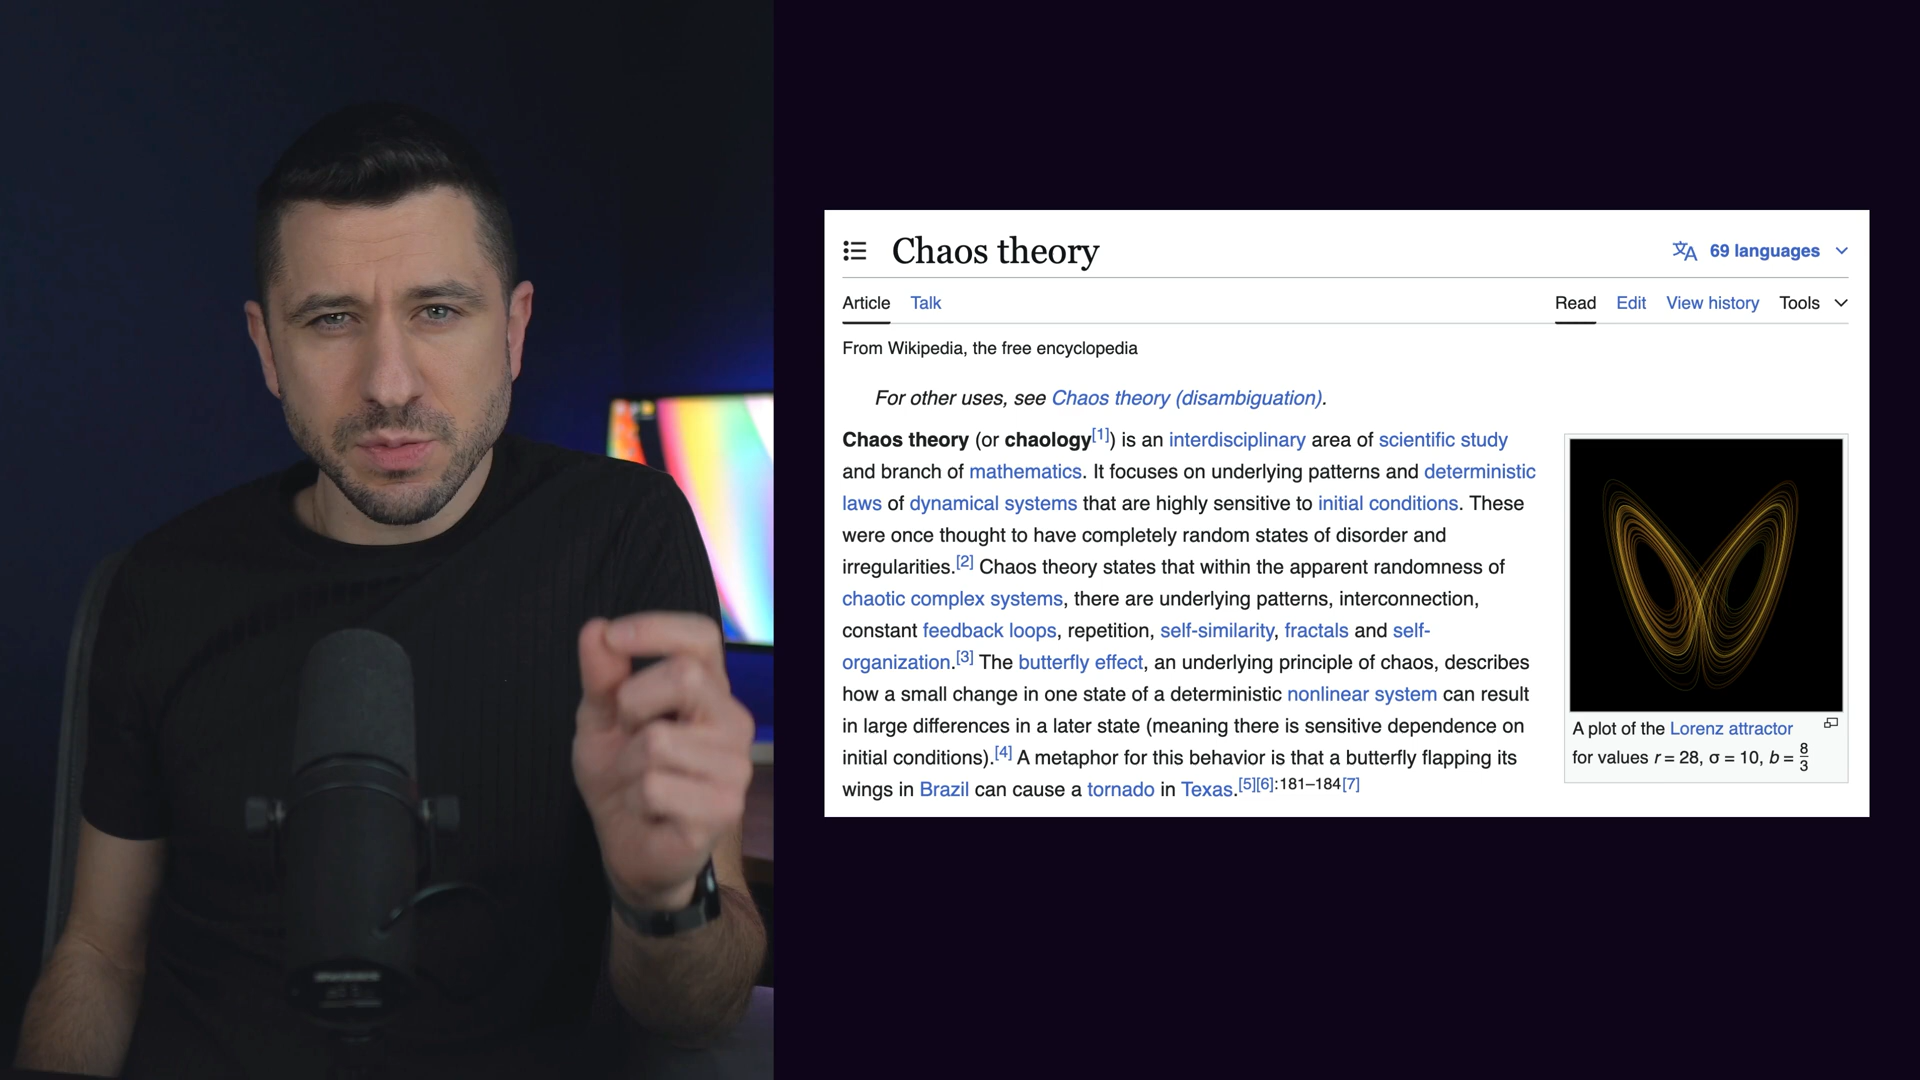 Chaos theory
69 languages
Article Talk Read Edit View history Tools
From Wikipedia, the free encyclopedia
For other uses, see Chaos theory (disambiguation).
Chaos theory (or chaology[1]) is an interdisciplinary area of scientific study
and branch of mathematics. It focuses on underlying patterns and deterministic
laws of dynamical systems that are highly sensitive to initial conditions. These
were once thought to have completely random states of disorder and
irregularities.[2] Chaos theory states that within the apparent randomness of
chaotic complex systems, there are underlying patterns, interconnection,
constant feedback loops, repetition, self-similarity, fractals and self-
organization.[3] The butterfly effect, an underlying principle of chaos, describes
how a small change in one state of a deterministic nonlinear system can result
in large differences in a later state (meaning there is sensitive dependence on
initial conditions).[4] A metaphor for this behavior is that a butterfly flapping its
wings in Brazil can cause a tornado in Texas.[5][6]:181–184[7]
A plot of the Lorenz attractor
for values r = 28, σ = 10, b = 8/3